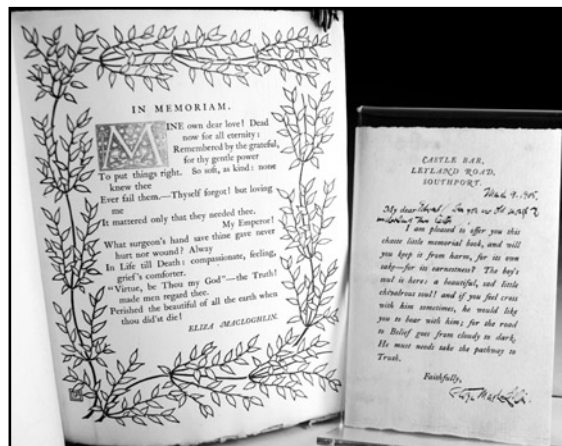 IN MEMORIAM.
MINE own dear love! Dead
now for all eternity:
Remembered by the grateful,
for thy gentle power
To put things right. So soft, as kind: none
knew thee
Ever fail them.—Thyself forgot! but loving
me
It mattered only that they needed thee.
My Emperor!
What surgeon's hand save thine gave never
hurt nor wound? Alway
In Life till Death: compassionate, feeling,
grief's comforter.
"Virtue, be Thou my God"—the Truth!
made men regard thee.
Perished the beautiful of all the earth when
thou did'st die!
ELIZA MACLOGHLIN.
CASTLE BAR,
LEYLAND ROAD,
SOUTHPORT.
My dear
I am pleased to offer you this
choice little memorial book, and will
you keep it from harm, for its own
sake—for its earnestness? The boy's
soul is here: a beautiful, sad little
chivalrous soul! and if you feel cross
with him sometimes, he would like
you to bear with him; for the road
to Belief goes from cloudy to dark.
He must needs take the pathway to
Truth.
Faithfully,